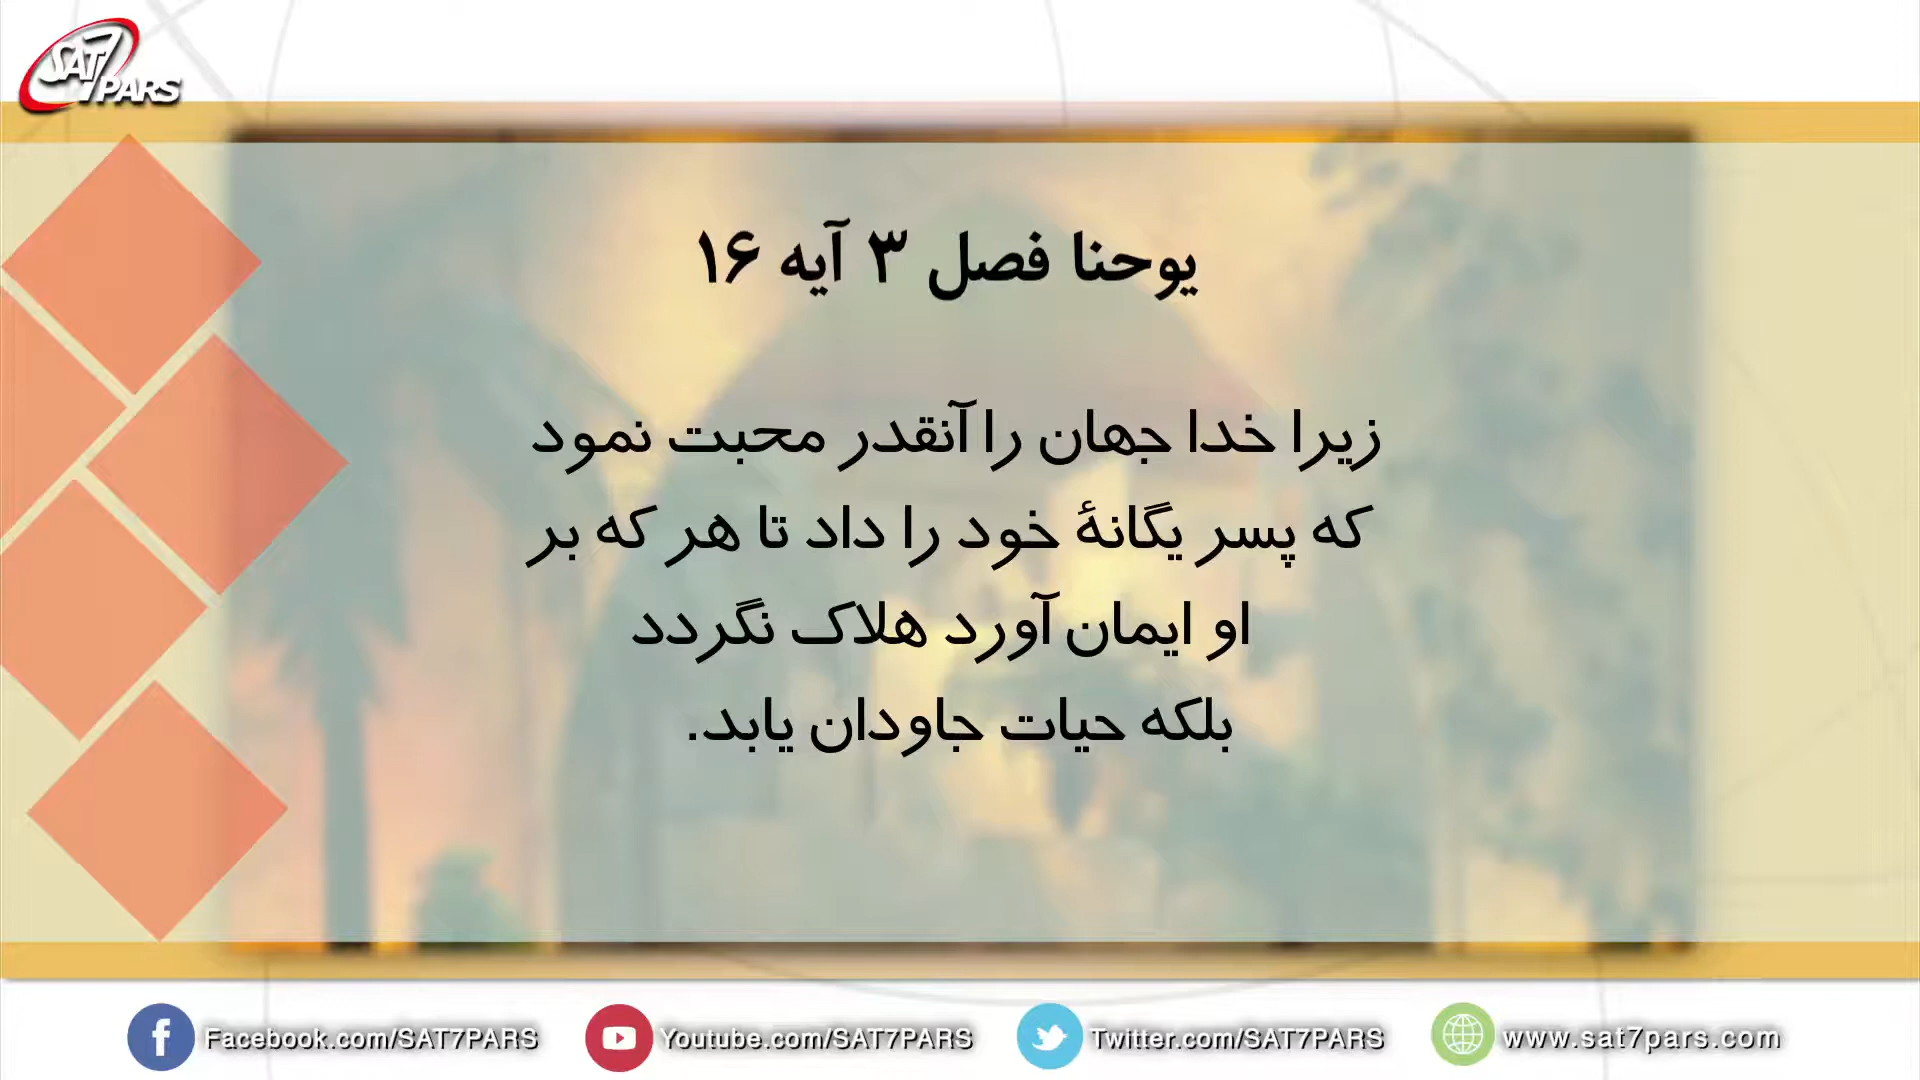 SAT7 PARS
یوحنا فصل ۳ آیه ۱۶
زیرا خدا جهان را آنقدر محبت نمود
که پسر یگانهٔ خود را داد تا هر که بر
او ایمان آورد هلاک نگردد
بلکه حیات جاودان یابد.
Facebook.com/SAT7PARS
Youtube.com/SAT7PARS
Twitter.com/SAT7PARS
www.sat7pars.com